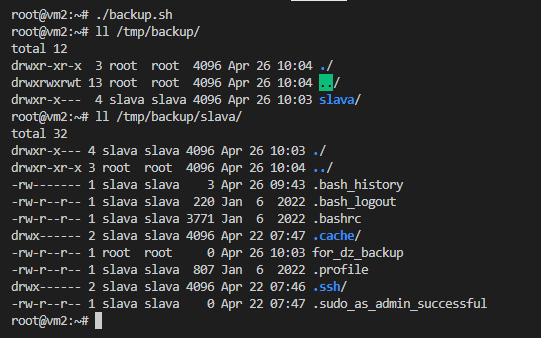 root@vm2:~# ./backup.sh
root@vm2:~# ll /tmp/backup/
total 12
drwxr-xr-x  3 root  root  4096 Apr 26 10:04 ./
drwxrwxrwt 13 root  root  4096 Apr 26 10:04 ../
drwxr-x---  4 slava slava 4096 Apr 26 10:03 slava/
root@vm2:~# ll /tmp/backup/slava/
total 32
drwxr-x--- 4 slava slava 4096 Apr 26 10:03 ./
drwxr-xr-x 3 root  root  4096 Apr 26 10:04 ../
-rw------- 1 slava slava    3 Apr 26 09:43 .bash_history
-rw-r--r-- 1 slava slava  220 Jan  6  2022 .bash_logout
-rw-r--r-- 1 slava slava 3771 Jan  6  2022 .bashrc
drwx------ 2 slava slava 4096 Apr 22 07:47 .cache/
-rw-r--r-- 1 root  root     0 Apr 26 10:03 for_dz_backup
-rw-r--r-- 1 slava slava  807 Jan  6  2022 .profile
drwx------ 2 slava slava 4096 Apr 22 07:46 .ssh/
-rw-r--r-- 1 slava slava    0 Apr 22 07:47 .sudo_as_admin_successful
root@vm2:~#